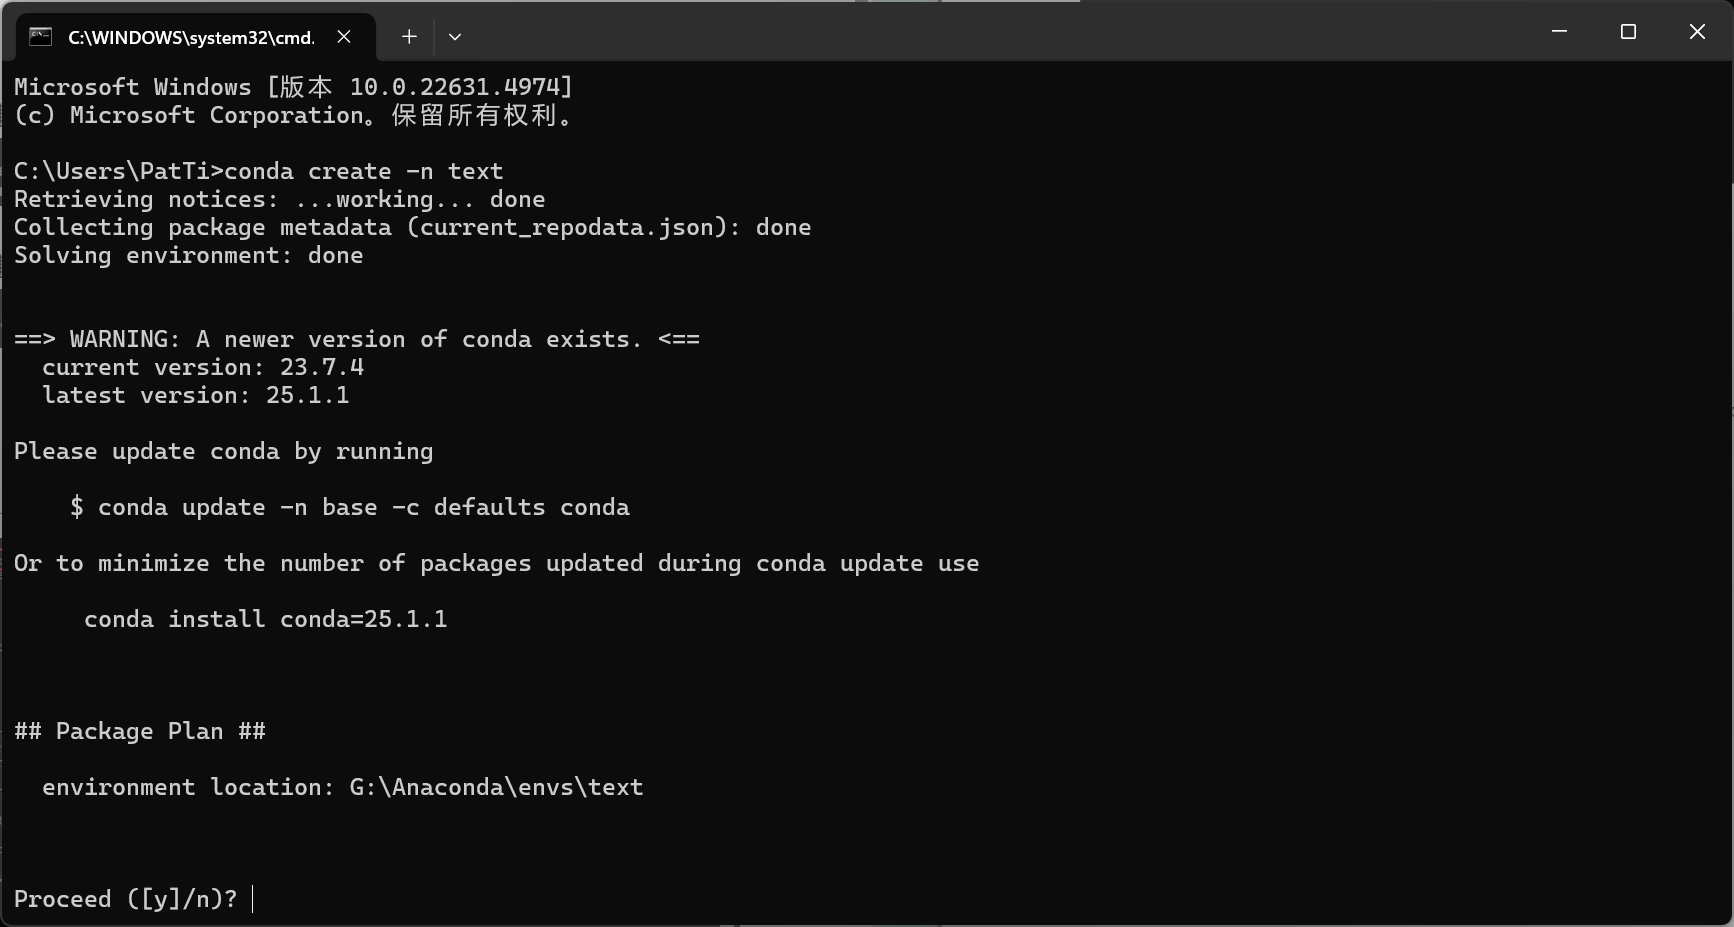 C:\WINDOWS\system32\cmd.
Microsoft Windows [版本 10.0.22631.4974]
(c) Microsoft Corporation。保留所有权利。
C:\Users\PatTi>conda create -n text
Retrieving notices: ...working... done
Collecting package metadata (current_repodata.json): done
Solving environment: done
==> WARNING: A newer version of conda exists. <==
current version: 23.7.4
latest version: 25.1.1
Please update conda by running
$ conda update -n base -c defaults conda
Or to minimize the number of packages updated during conda update use
conda install conda=25.1.1
## Package Plan ##
environment location: G:\Anaconda\envs\text
Proceed ([y]/n)?